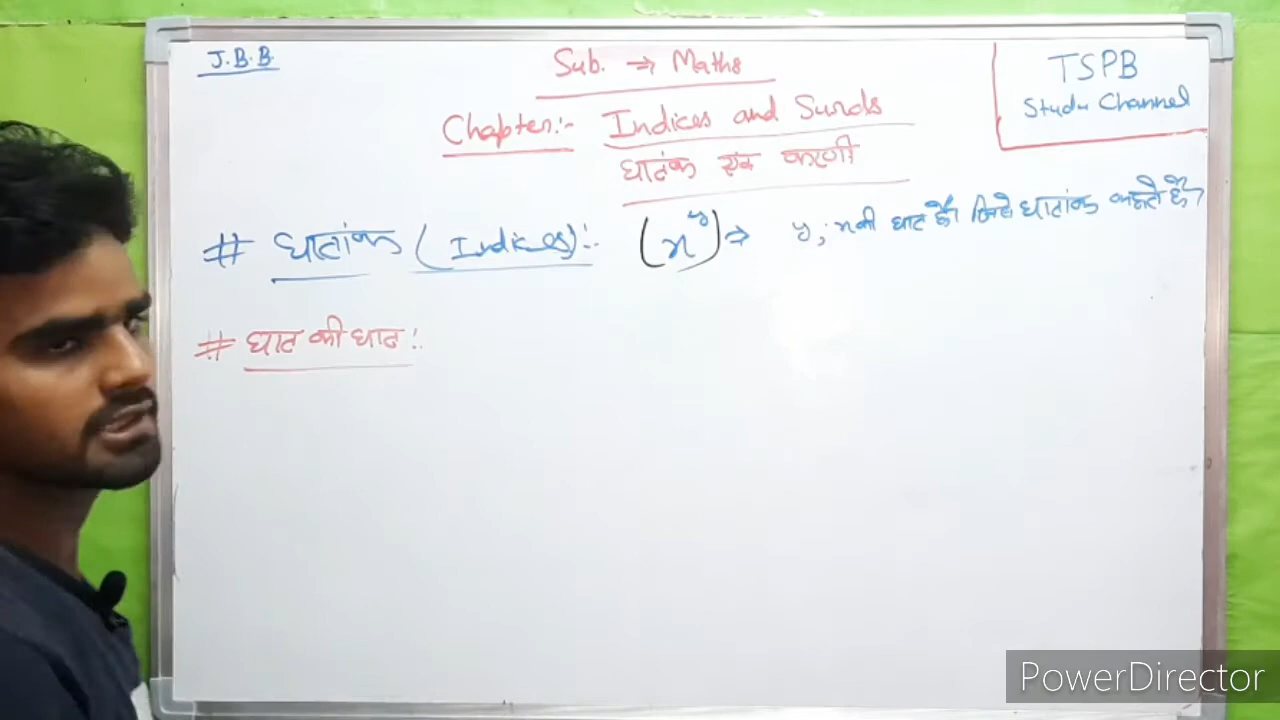 J.B.B.
Sub. ⇒ Maths
TSPB
Study Channel
Chapter:- Indices and Surds
घातांक एवं करणी
# घातांक (Indices):- (x^y) ⇒ y, x की घात है। जिसे घातांक कहते है,
# घात की घात :-
PowerDirector